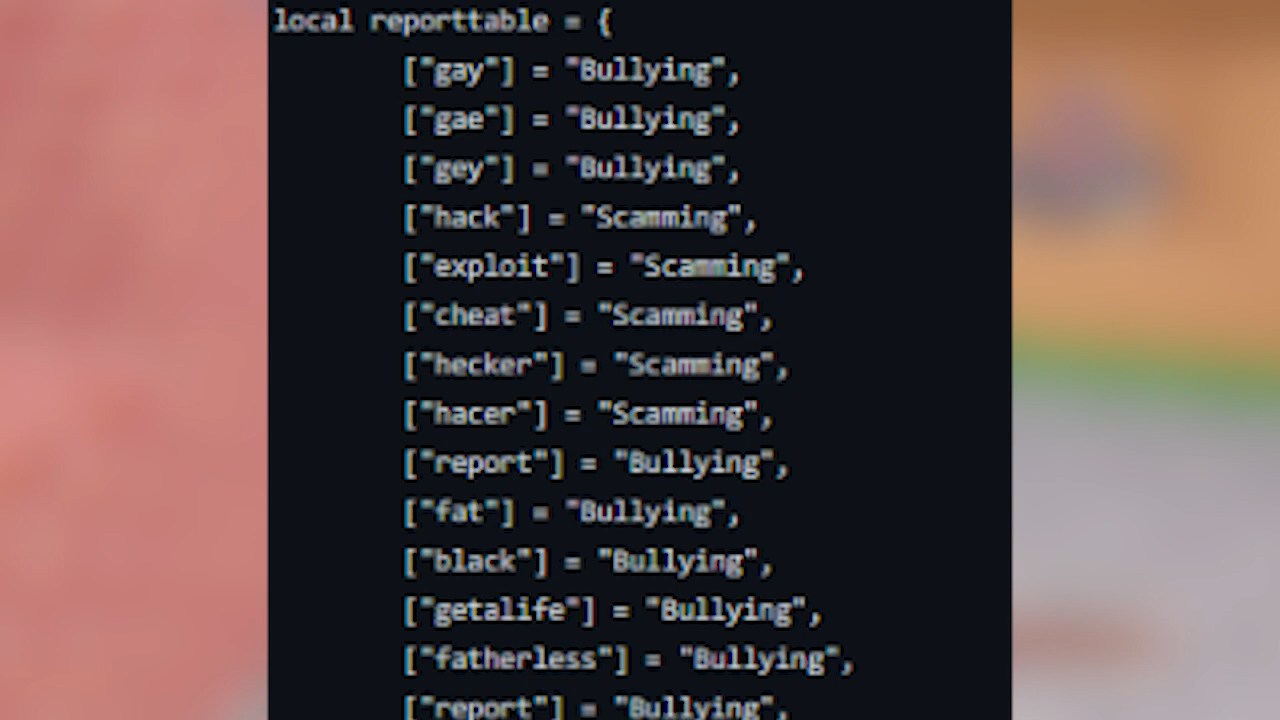 local reporttable = {
["gay"] = "Bullying",
["gae"] = "Bullying",
["gey"] = "Bullying",
["hack"] = "Scamming",
["exploit"] = "Scamming",
["cheat"] = "Scamming",
["hecker"] = "Scamming",
["hacer"] = "Scamming",
["report"] = "Bullying",
["fat"] = "Bullying",
["black"] = "Bullying",
["getalife"] = "Bullying",
["fatherless"] = "Bullying",
["report"] = "Bullying",